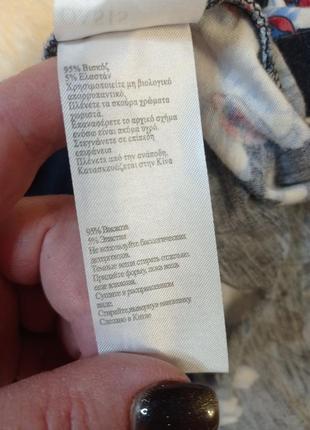 95% Βισκόζ
5% Ελαστάν
Χρησιμοποιείτε μη βιολογικό
απορρυπαντικό.
Πλένετε τα σκούρα χρώματα
χωριστά.
Επαναφέρετε το αρχικό σχήμα
ενόσω είναι ακόμα υγρό.
Στεγνώνετε σε επίπεδη
επιφάνεια
Πλένετε από την ανάποδη.
Κατασκευάζεται στην Κίνα
95% Вискоза
5% Эластан
Не используйте биологических
детергенов.
Темные вещи стирать отдельно.
Придайте форму, пока вещь
еще влажная.
Сушите в расправленном
виде.
Стирайте, вывернув наизнанку.
Сделано в Китае